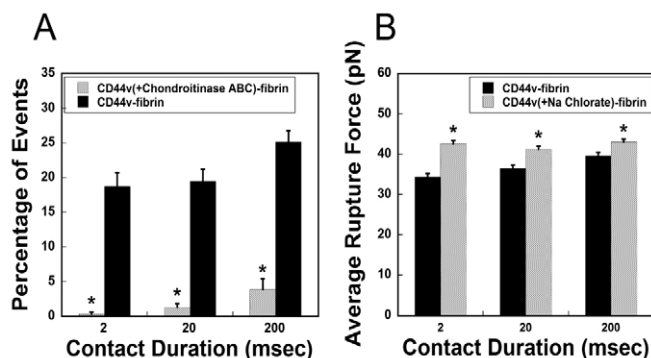 A
Percentage of Events
35
30
25
20
15
10
5
0
CD44v(+Chondroitinase ABC)-fibrin
CD44v-fibrin
*
*
*
2
20
200
Contact Duration (msec)
B
Average Rupture Force (pN)
60
50
40
30
20
10
0
CD44v-fibrin
CD44v(+Na Chlorate)-fibrin
*
*
*
2
20
200
Contact Duration (msec)